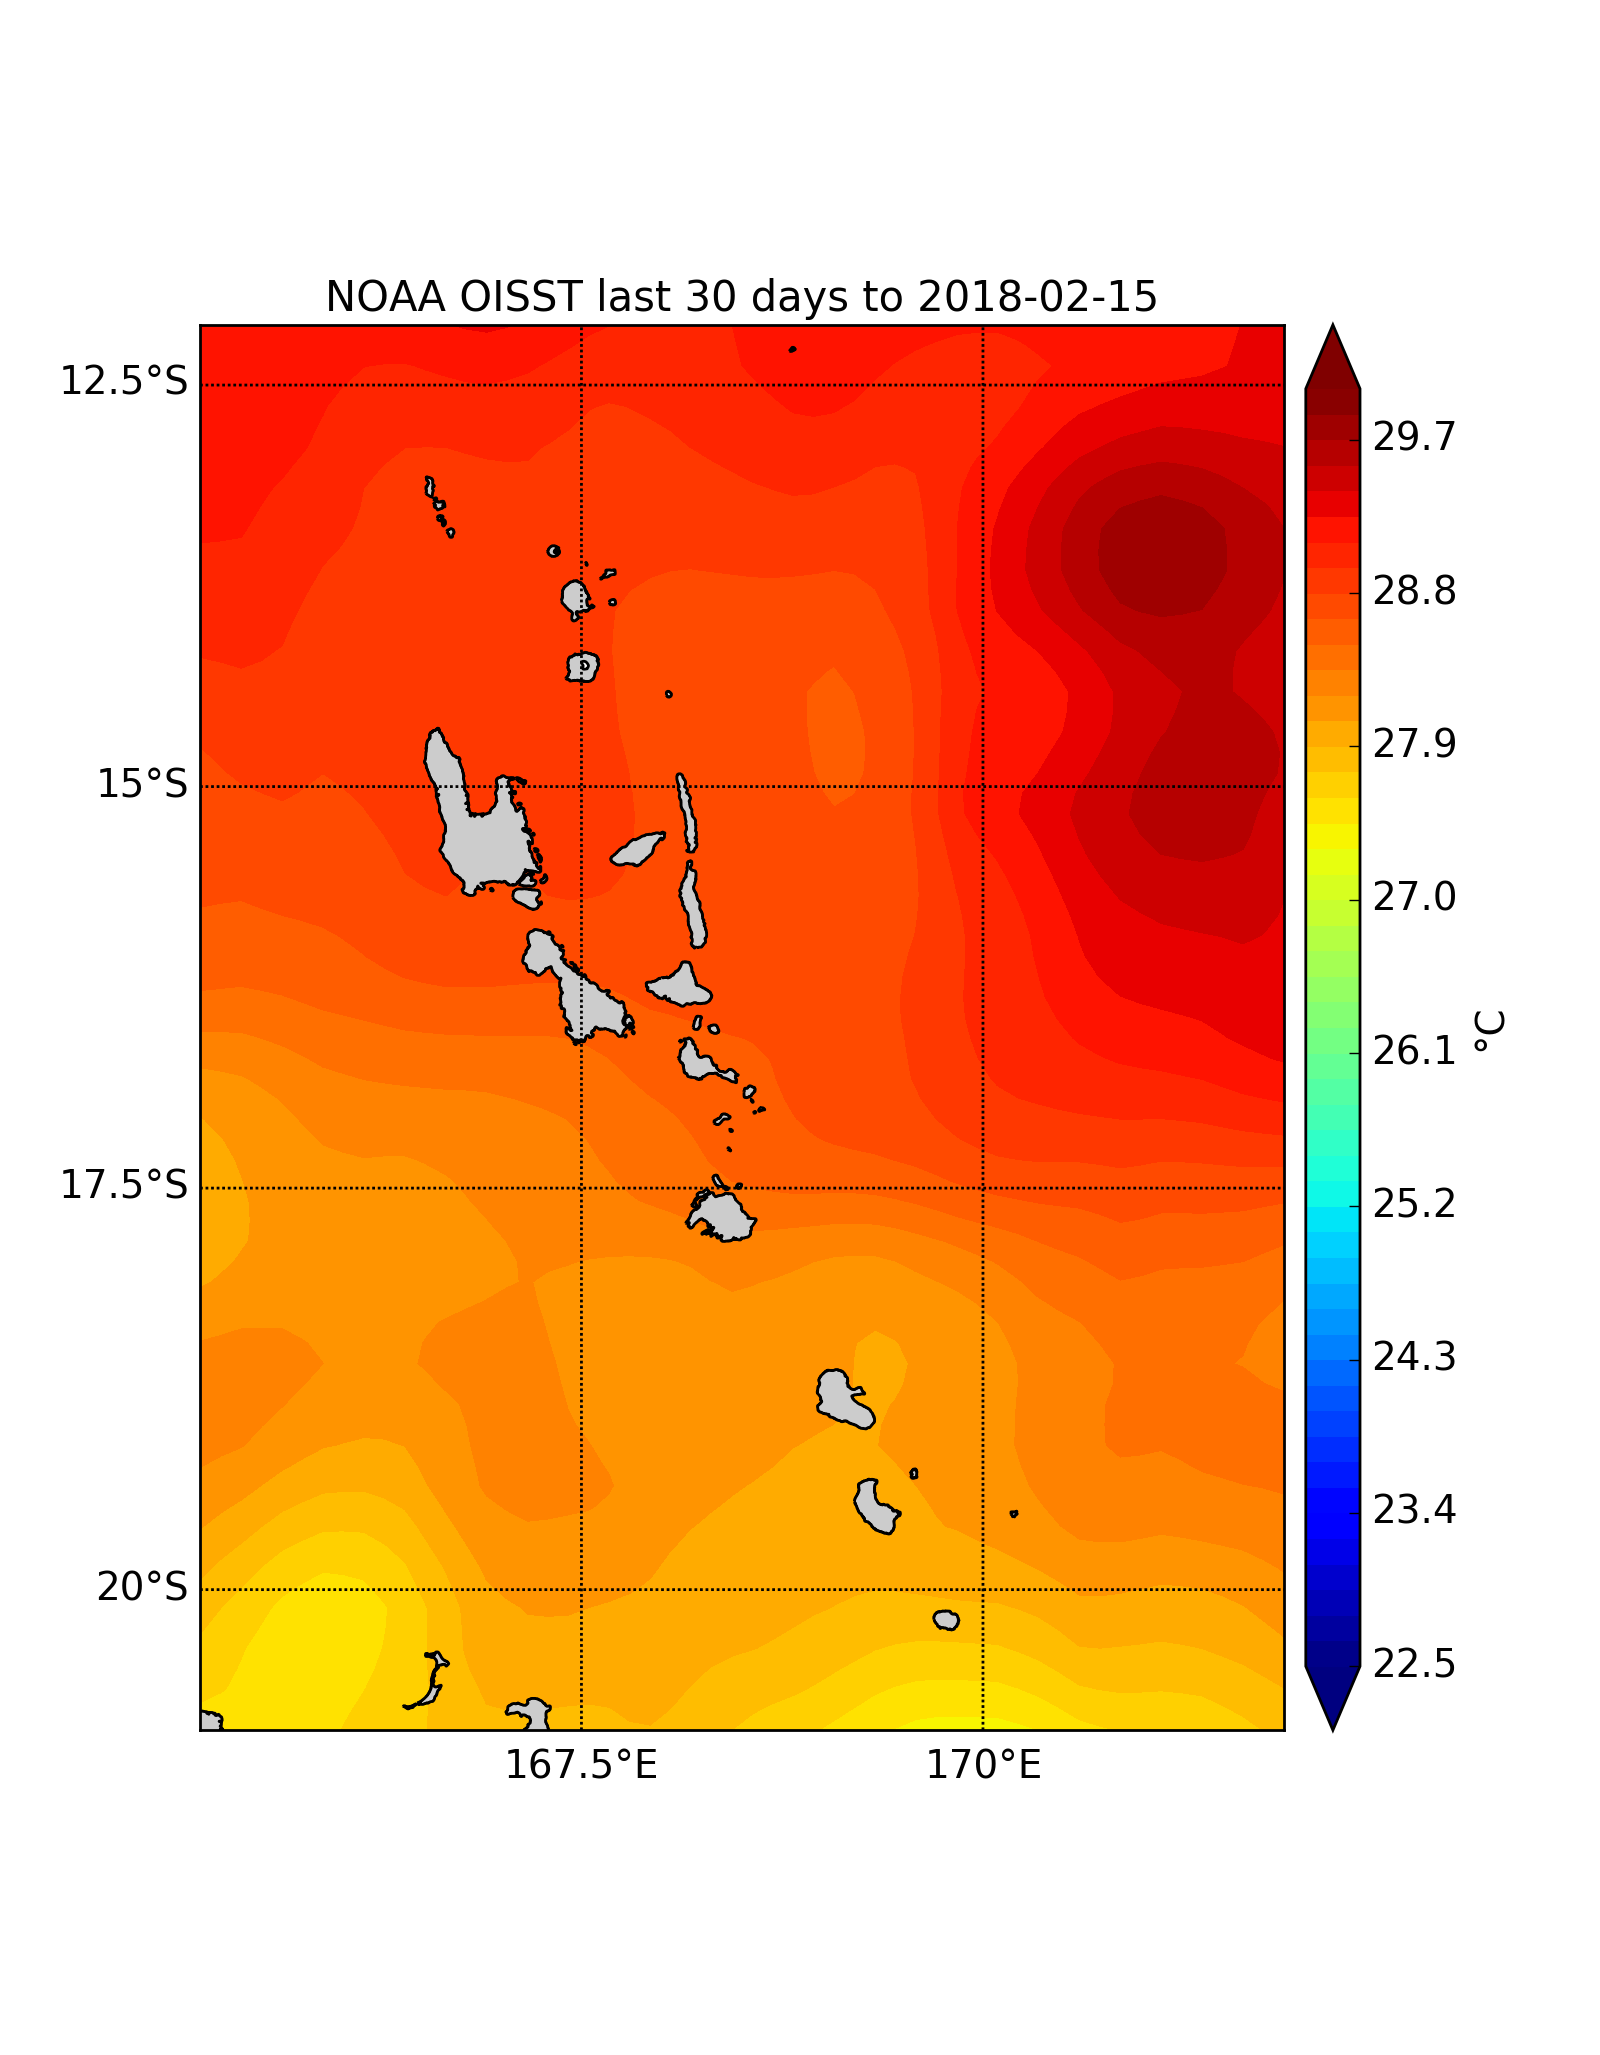 NOAA OISST last 30 days to 2018-02-15
12.5°S
15°S
17.5°S
20°S
167.5°E
170°E
29.7
28.8
27.9
27.0
26.1
25.2
24.3
23.4
22.5
°C